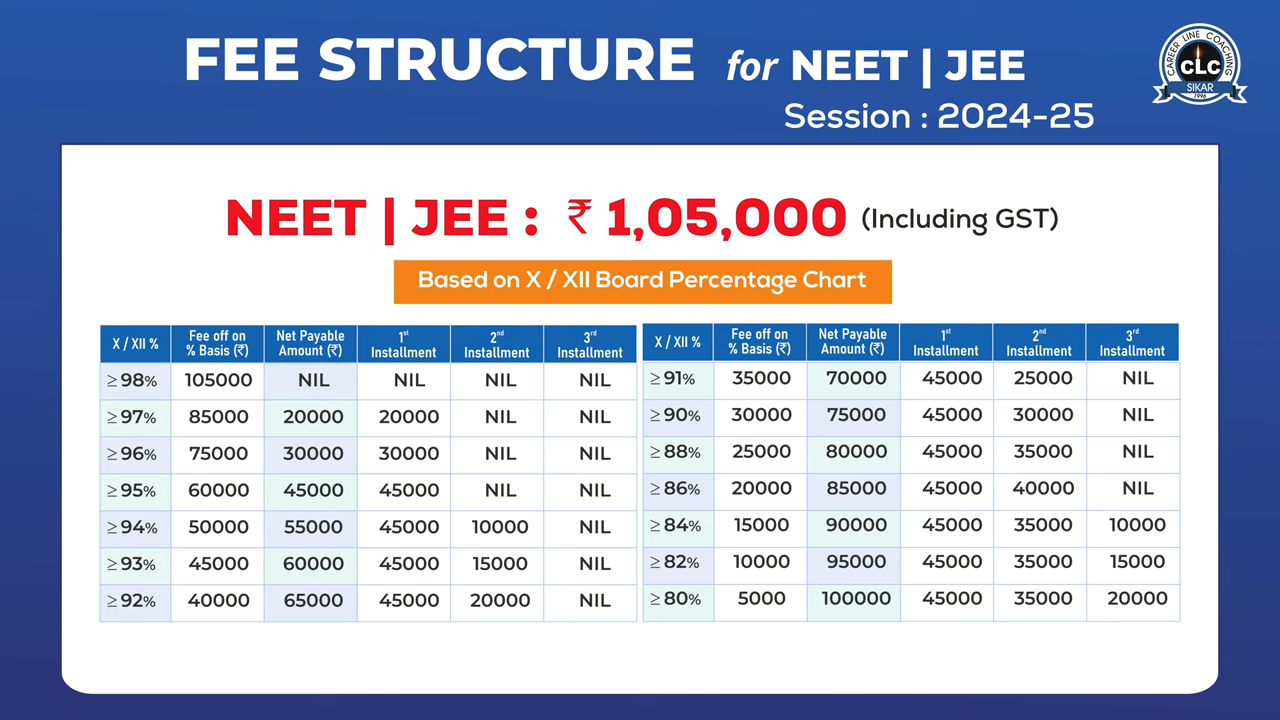 FEE STRUCTURE for NEET | JEE
Session : 2024-25
CAREER LINE COACHING
CLC
SIKAR
1996
NEET | JEE : ₹ 1,05,000 (Including GST)
Based on X / XII Board Percentage Chart
X / XII % Fee off on % Basis (₹) Net Payable Amount (₹) 1st Installment 2nd Installment 3rd Installment
≥ 98% 105000 NIL NIL NIL NIL
≥ 97% 85000 20000 20000 NIL NIL
≥ 96% 75000 30000 30000 NIL NIL
≥ 95% 60000 45000 45000 NIL NIL
≥ 94% 50000 55000 45000 10000 NIL
≥ 93% 45000 60000 45000 15000 NIL
≥ 92% 40000 65000 45000 20000 NIL
X / XII % Fee off on % Basis (₹) Net Payable Amount (₹) 1st Installment 2nd Installment 3rd Installment
≥ 91% 35000 70000 45000 25000 NIL
≥ 90% 30000 75000 45000 30000 NIL
≥ 88% 25000 80000 45000 35000 NIL
≥ 86% 20000 85000 45000 40000 NIL
≥ 84% 15000 90000 45000 35000 10000
≥ 82% 10000 95000 45000 35000 15000
≥ 80% 5000 100000 45000 35000 20000